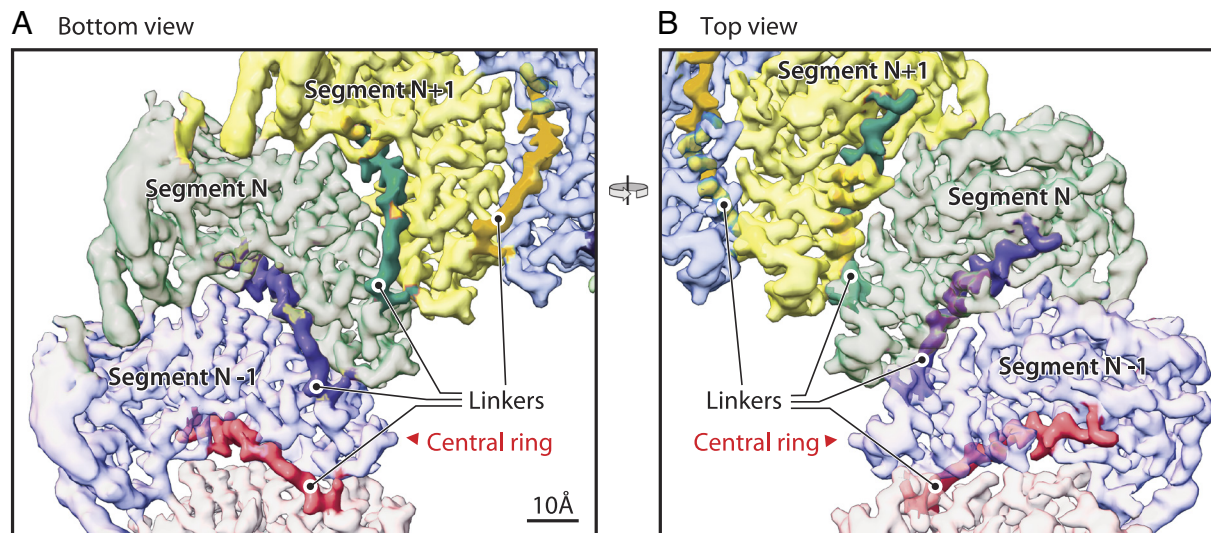 A Bottom view
Segment N+1
Segment N
Segment N -1
Linkers
Central ring
10Å
B Top view
Segment N+1
Segment N
Segment N -1
Linkers
Central ring